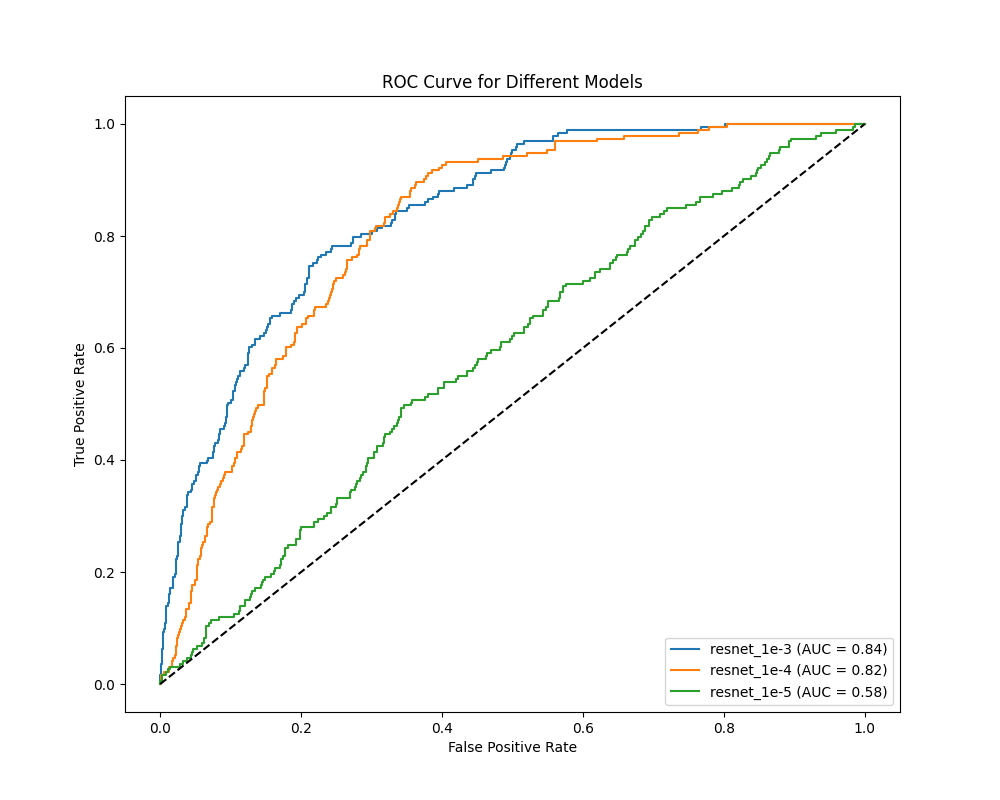 ROC Curve for Different Models
True Positive Rate
1.0
0.8
0.6
0.4
0.2
0.0
0.0 0.2 0.4 0.6 0.8 1.0
False Positive Rate
resnet_1e-3 (AUC = 0.84)
resnet_1e-4 (AUC = 0.82)
resnet_1e-5 (AUC = 0.58)